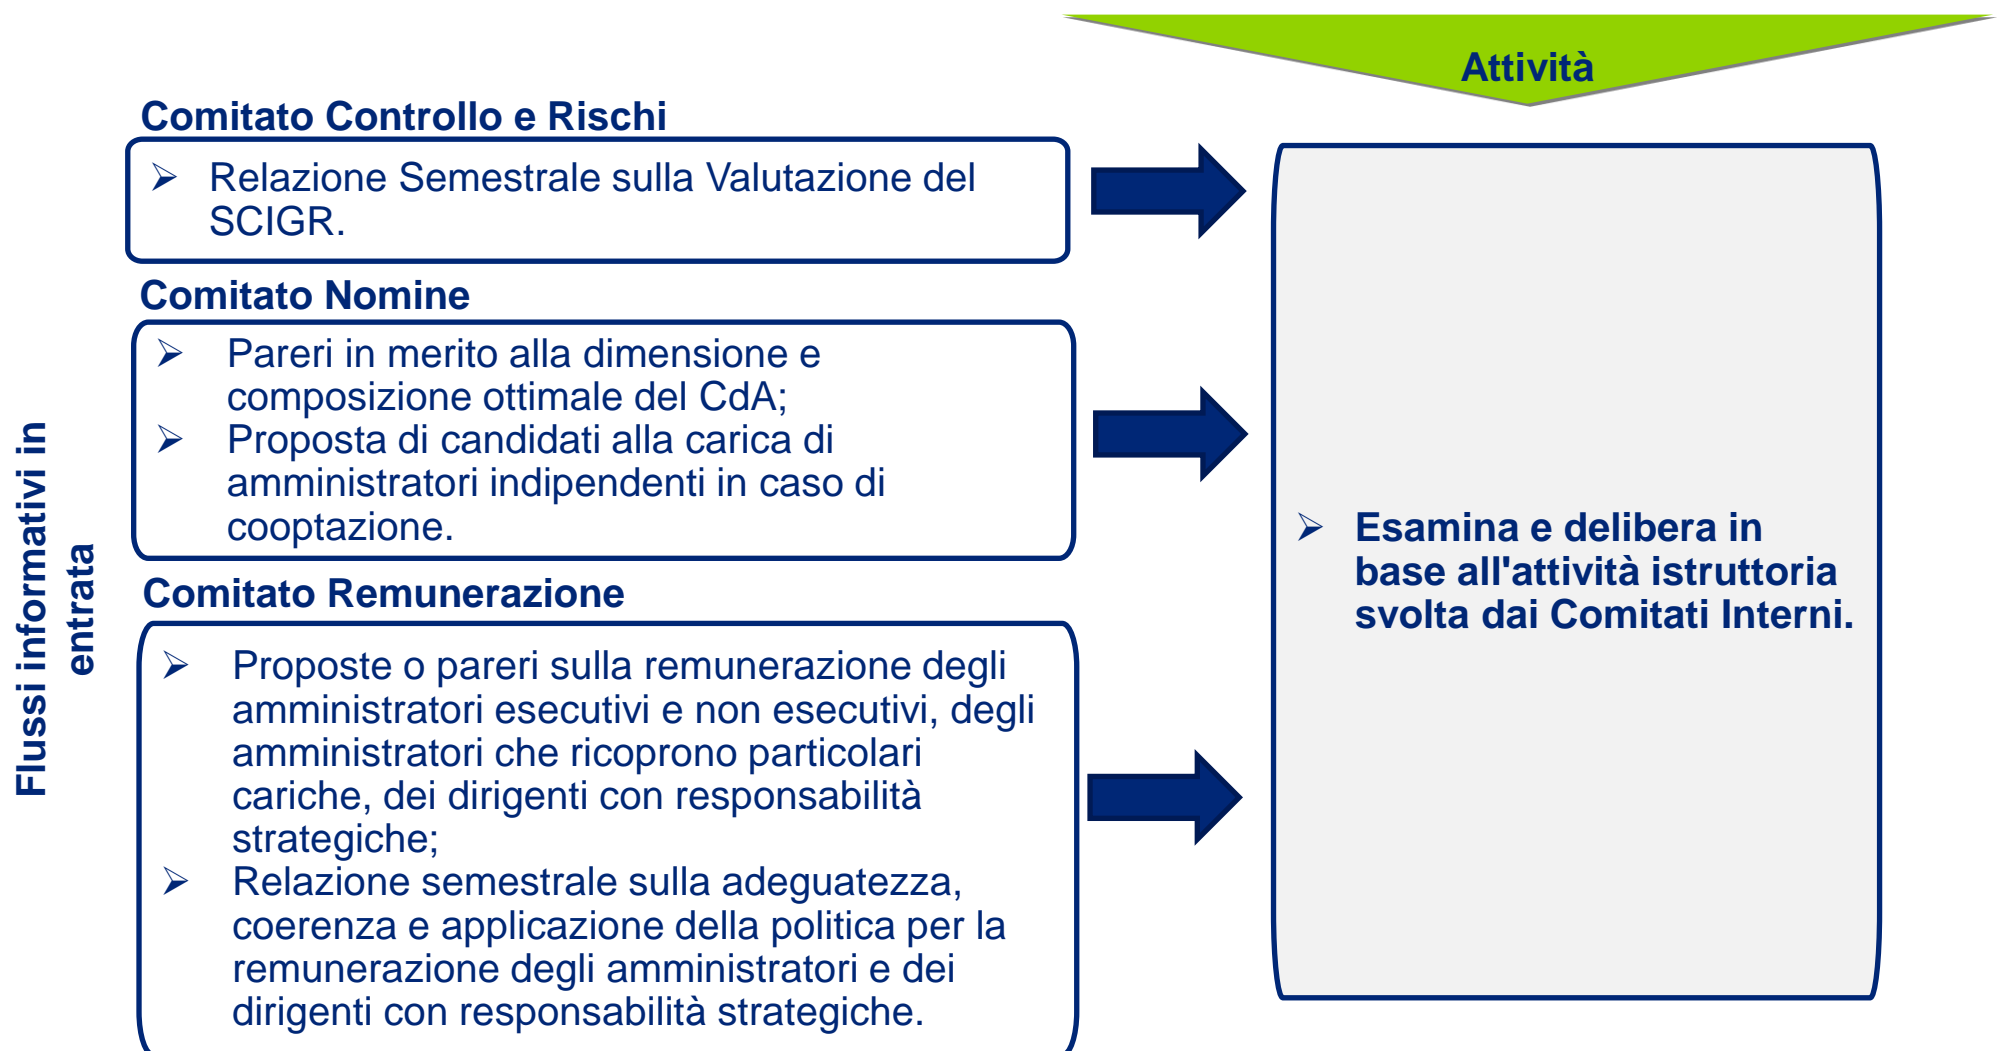 Attività
Comitato Controllo e Rischi
➢ Relazione Semestrale sulla Valutazione del
SCIGR.
Comitato Nomine
➢ Pareri in merito alla dimensione e
composizione ottimale del CdA;
➢ Proposta di candidati alla carica di
amministratori indipendenti in caso di
cooptazione.
Comitato Remunerazione
➢ Proposte o pareri sulla remunerazione degli
amministratori esecutivi e non esecutivi, degli
amministratori che ricoprono particolari
cariche, dei dirigenti con responsabilità
strategiche;
➢ Relazione semestrale sulla adeguatezza,
coerenza e applicazione della politica per la
remunerazione degli amministratori e dei
dirigenti con responsabilità strategiche.
Flussi informativi in
entrata
➢ Esamina e delibera in
base all'attività istruttoria
svolta dai Comitati Interni.